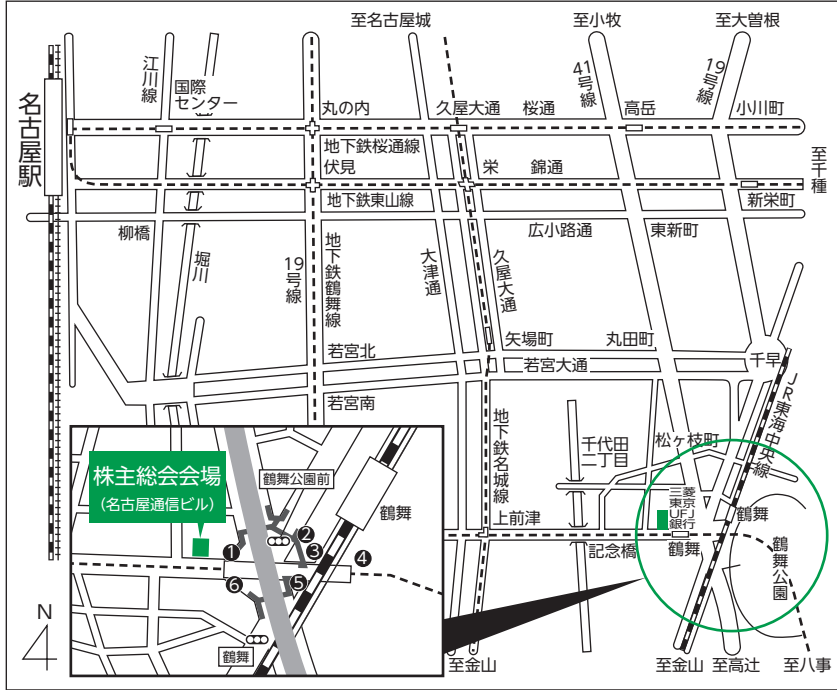 至名古屋城
至小牧
至大曽根
江川線
国際
センター
41号線
19号線
名古屋駅
丸の内
久屋大通
桜通
高岳
小川町
地下鉄桜通線
伏見
栄
錦通
至千種
地下鉄東山線
新栄町
柳橋
広小路通
東新町
堀川
19号線
地下鉄鶴舞線
大津通
久屋大通
矢場町
丸田町
若宮北
若宮大通
千早
若宮南
JR東海中央線
地下鉄名城線
千代田
二丁目
松ヶ枝町
株主総会会場
(名古屋通信ビル)
鶴舞公園前
鶴舞
❶
❷
❸
❹
❺
❻
鶴舞
上前津
三菱
東京
UFJ
銀行
鶴舞
記念橋
鶴舞
鶴舞公園
N
至金山
至金山
至高辻
至八事